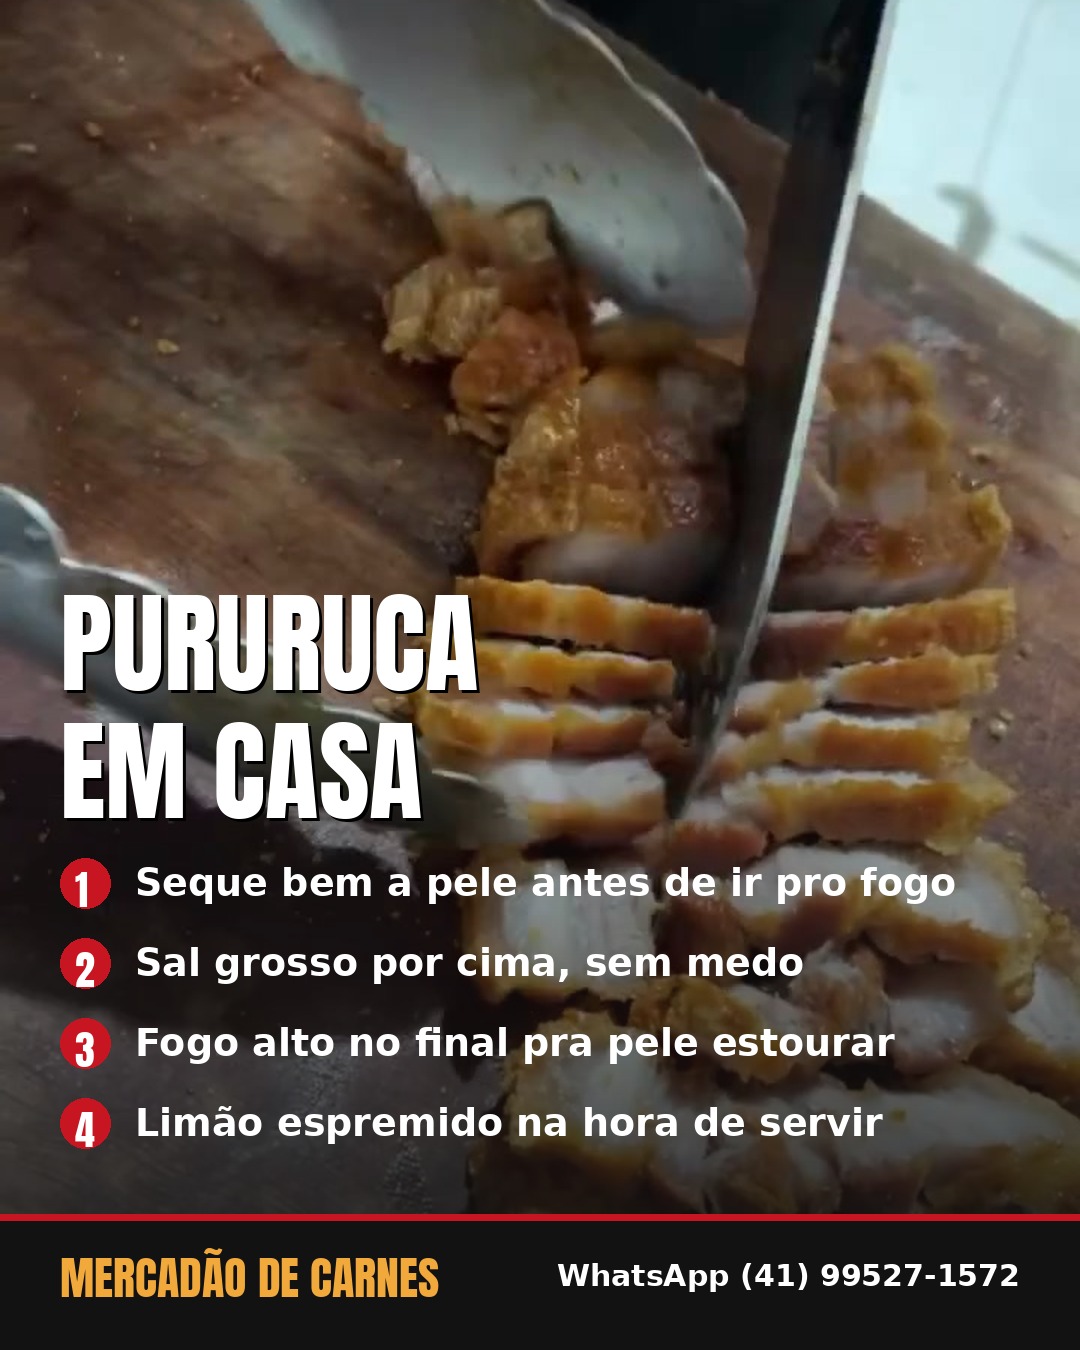 PURURUCA
EM CASA
1 Seque bem a pele antes de ir pro fogo
2 Sal grosso por cima, sem medo
3 Fogo alto no final pra pele estourar
4 Limão espremido na hora de servir
MERCADÃO DE CARNES
WhatsApp (41) 99527-1572